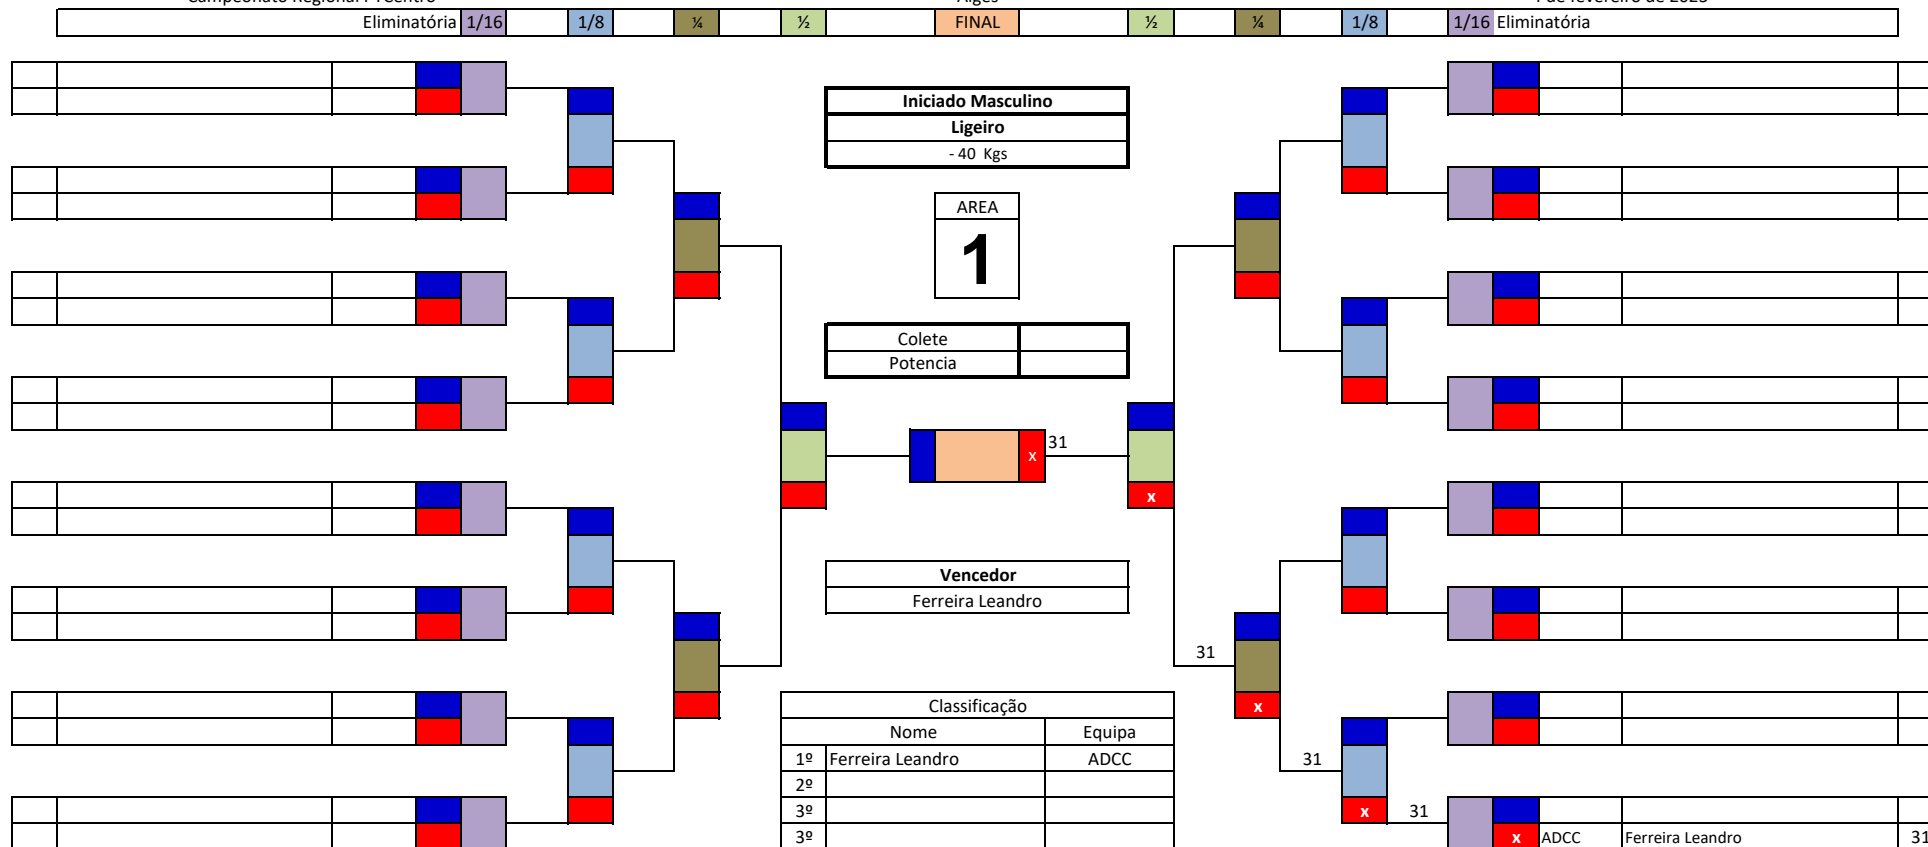 Eliminatória 1/16 1/8 ¼ ½ FINAL ½ ¼ 1/8 1/16 Eliminatória
Iniciado Masculino
Ligeiro
- 40 Kgs
AREA
1
Colete
Potencia
x 31
x
Vencedor
Ferreira Leandro
31
x
Classificação
Nome Equipa
1º Ferreira Leandro ADCC
2º
3º
3º
31
x 31
x ADCC Ferreira Leandro 31